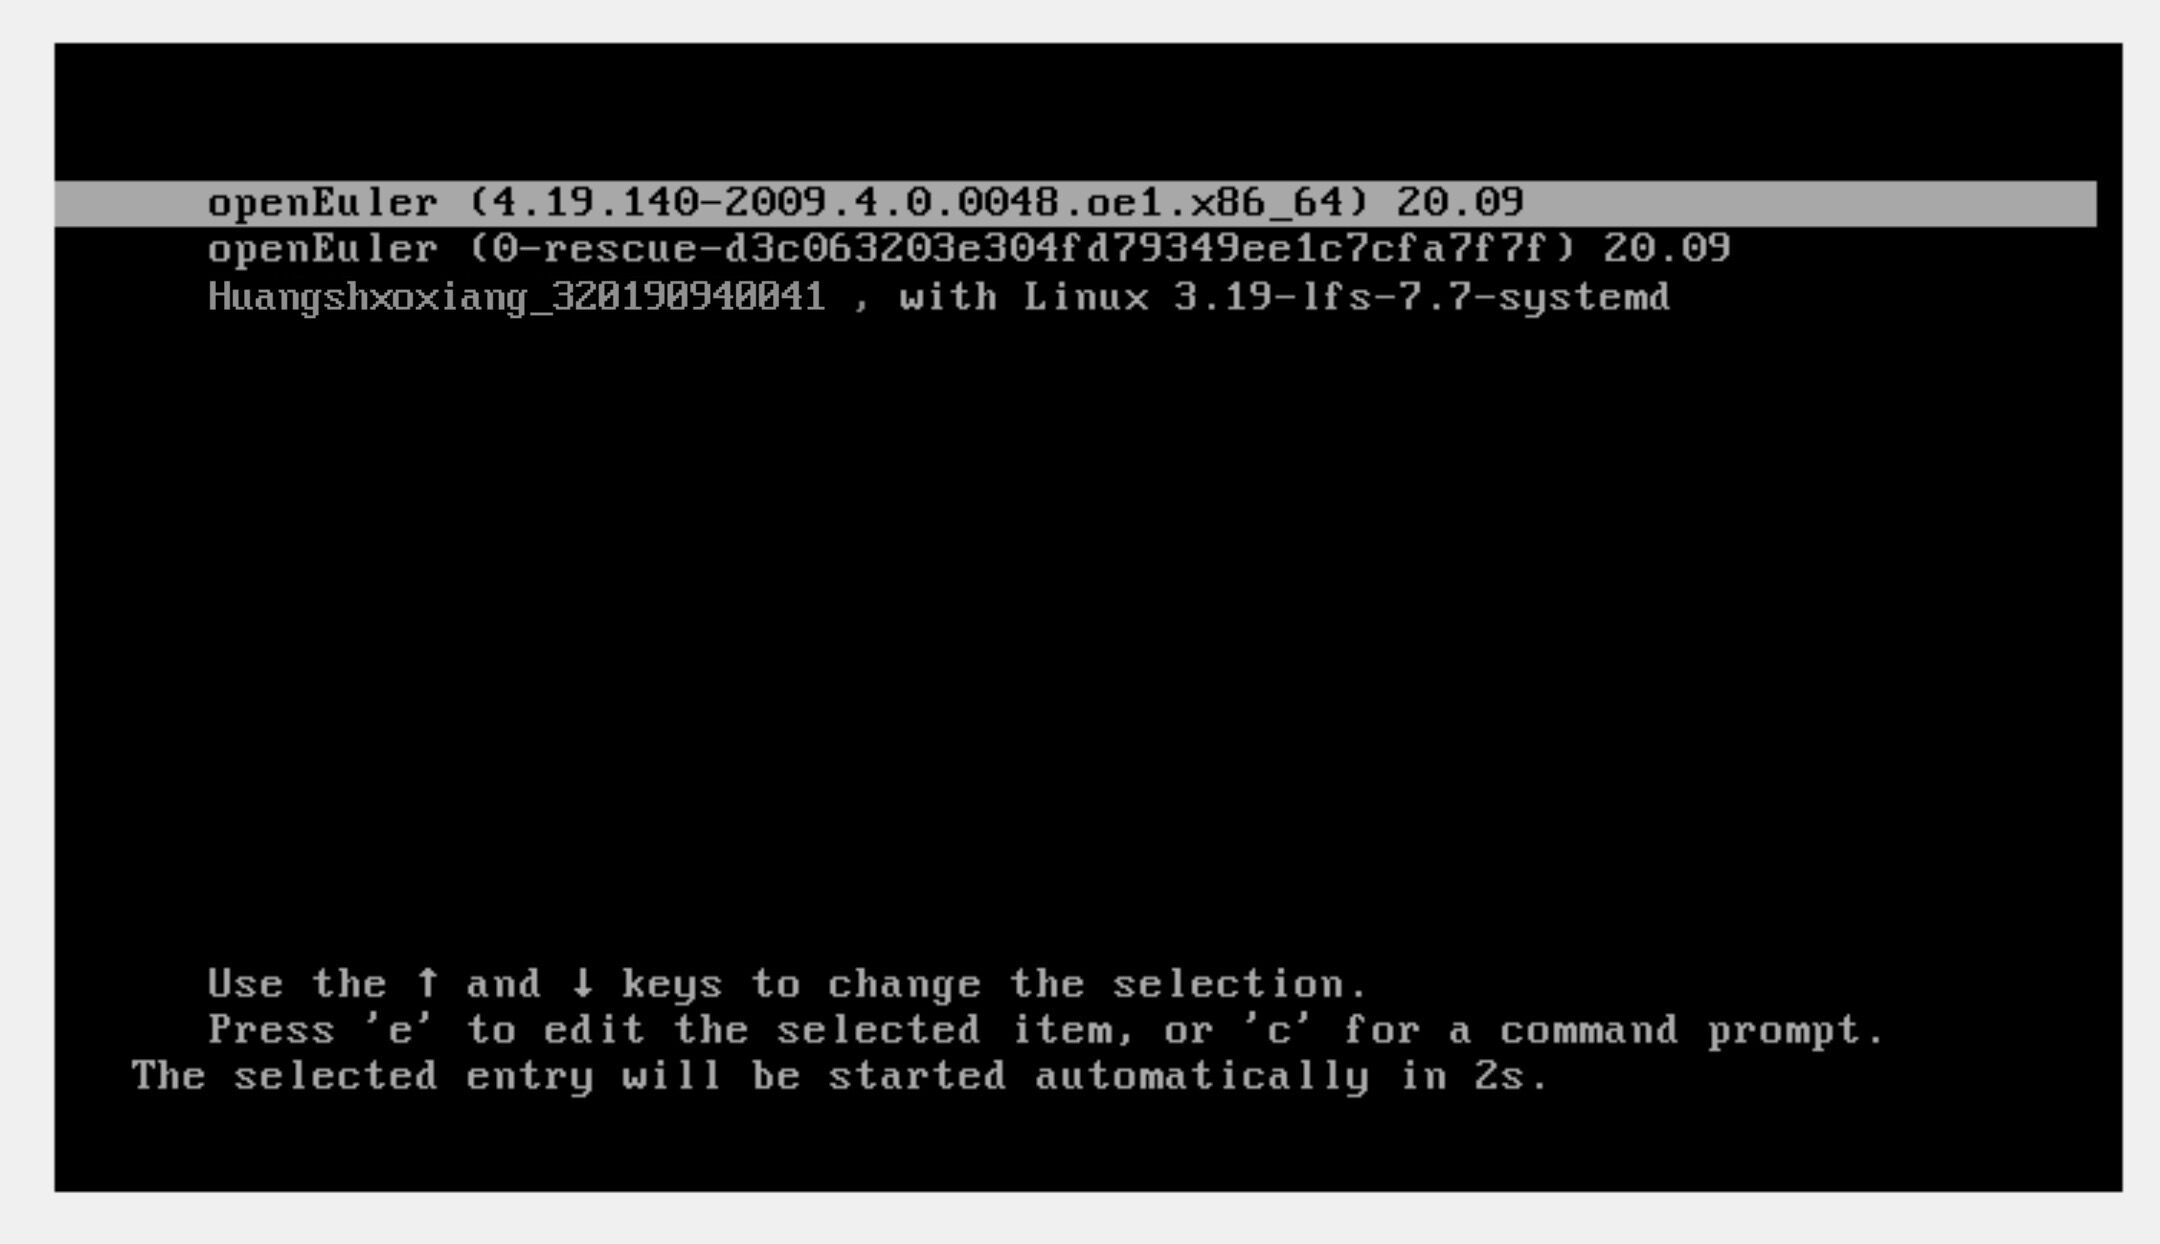 openEuler (4.19.140-2009.4.0.0048.oe1.x86_64) 20.09
openEuler (0-rescue-d3c063203e304fd79349ee1c7cfa7f7f) 20.09
Huangshxoxiang_320190940041 , with Linux 3.19-lfs-7.7-systemd
Use the ↑ and ↓ keys to change the selection.
Press 'e' to edit the selected item, or 'c' for a command prompt.
The selected entry will be started automatically in 2s.